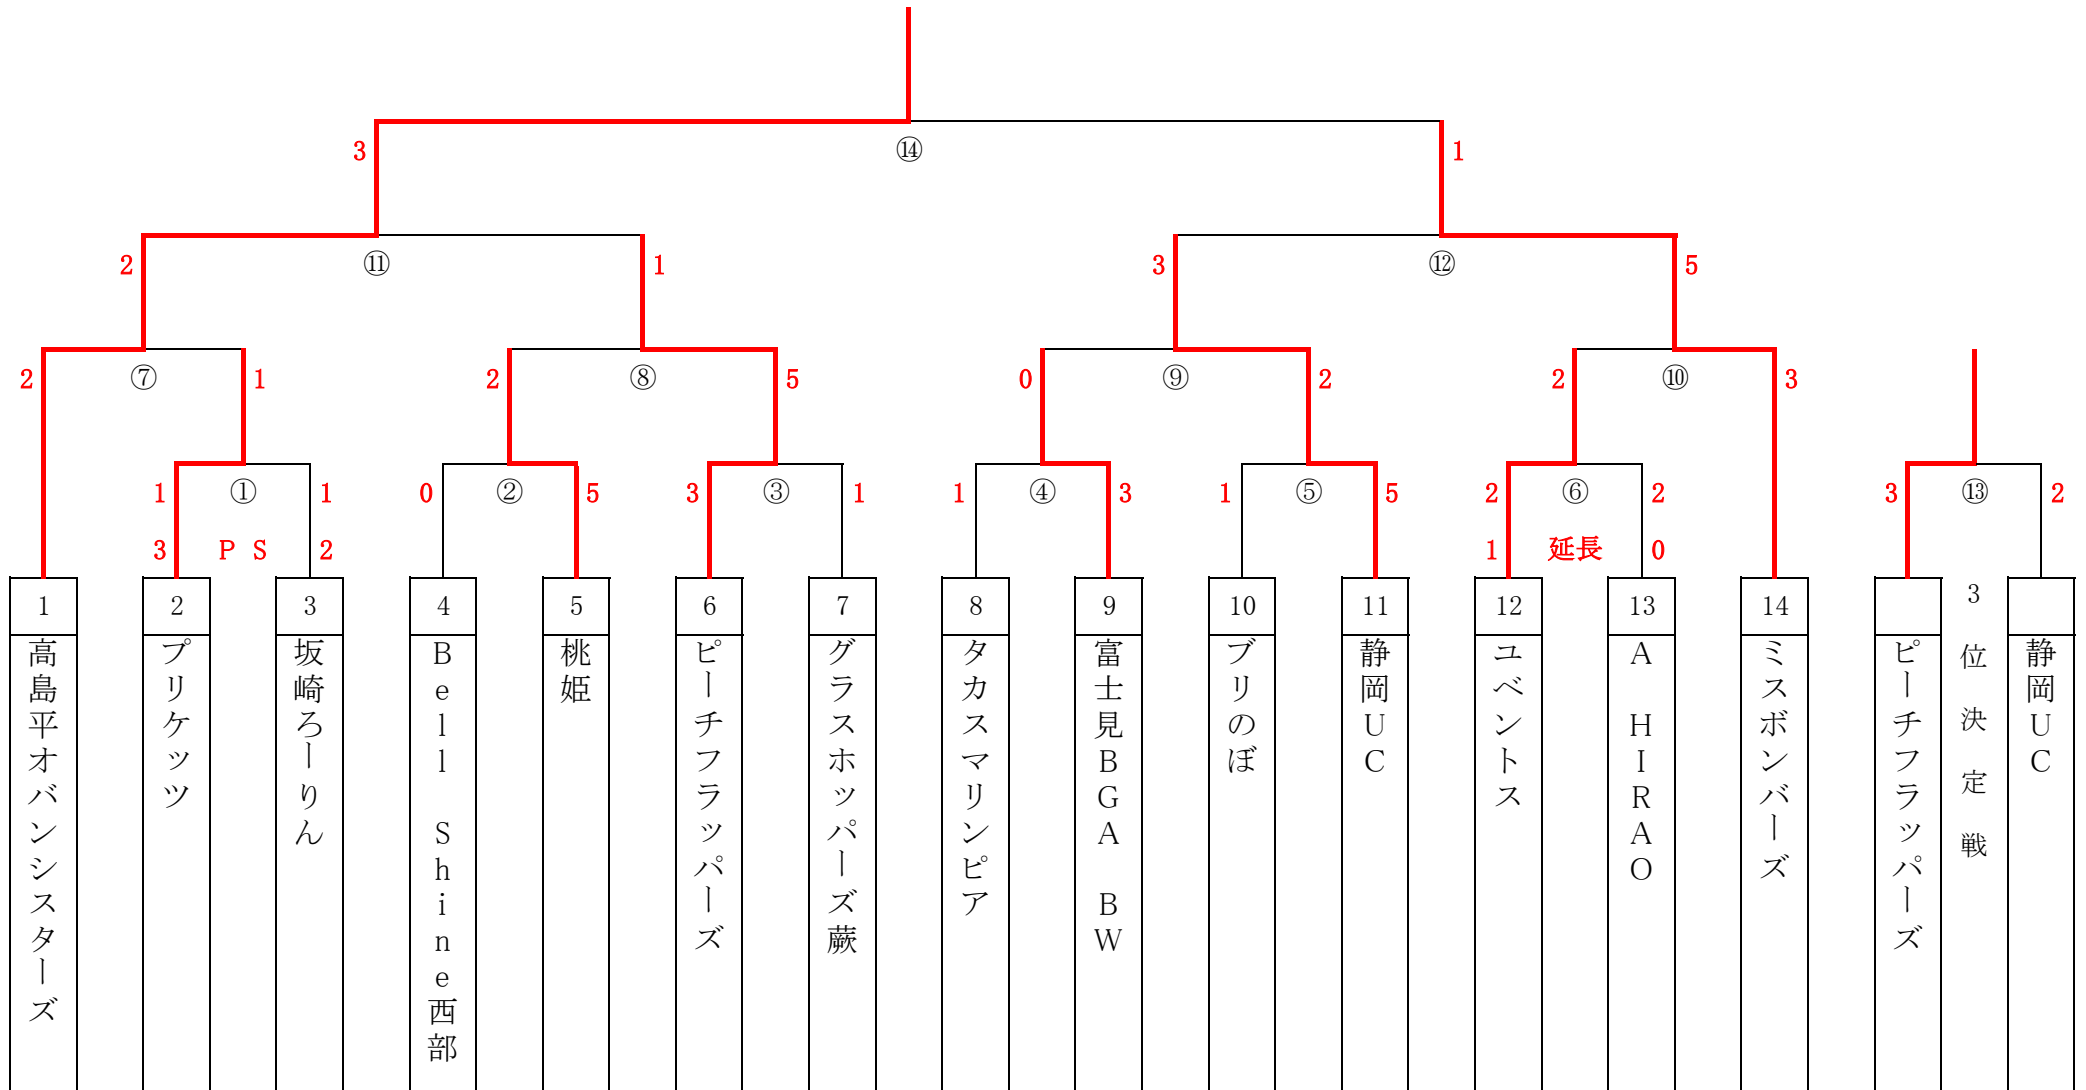 3 ⑭ 1
2 ⑪ 1 3 ⑫ 5
2 ⑦ 1 2 ⑧ 5 0 ⑨ 2 2 ⑩ 3
1 ① 1 0 ② 5 3 ③ 1 1 ④ 3 1 ⑤ 5 2 ⑥ 2 3 ⑬ 2
3 PS 2 1 延長 0
1 2 3 4 5 6 7 8 9 10 11 12 13 14
高島平オバンシスターズ
プリケッツ
坂崎ろーりん
Bell Shine西部
桃姫
ピーチフラッパーズ
グラスホッパーズ蕨
タカスマリンピア
富士見BGA BW
ブリのぼ
静岡UC
ユベントス
A HIRAO
ミスボンバーズ
ピーチフラッパーズ
3位決定戦
静岡UC